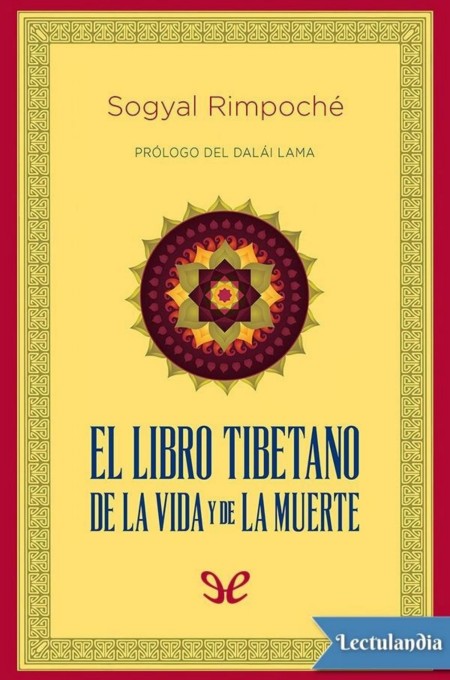 Sogyal Rimpoché
PRÓLOGO DEL DALÁI LAMA
EL LIBRO TIBETANO
DE LA VIDA Y DE LA MUERTE
Lectulandia